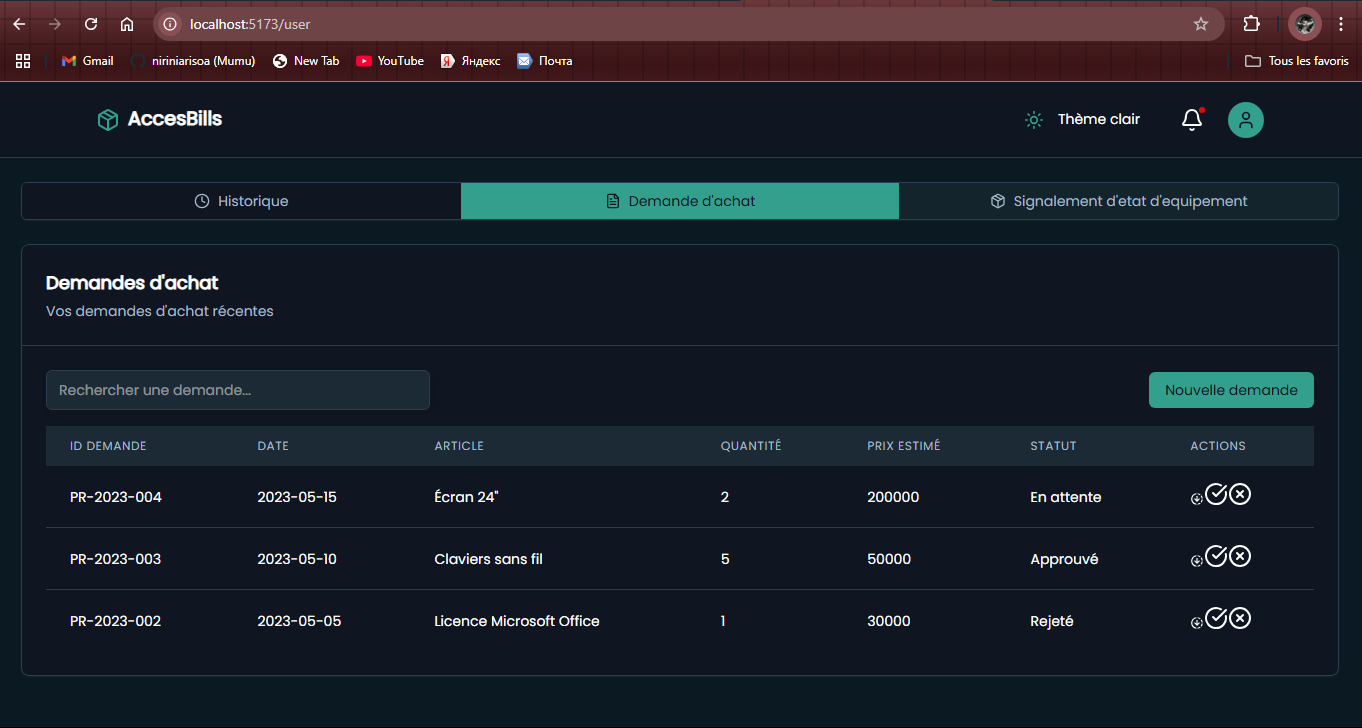 localhost:5173/user
Gmail niriniarisoa (Mumu) New Tab YouTube Яндекс Почта Tous les favoris
AccesBills Thème clair
Historique Demande d'achat Signalement d'etat d'equipement
Demandes d'achat
Vos demandes d'achat récentes
Rechercher une demande... Nouvelle demande
ID DEMANDE DATE ARTICLE QUANTITÉ PRIX ESTIMÉ STATUT ACTIONS
PR-2023-004 2023-05-15 Écran 24" 2 200000 En attente
PR-2023-003 2023-05-10 Claviers sans fil 5 50000 Approuvé
PR-2023-002 2023-05-05 Licence Microsoft Office 1 30000 Rejeté